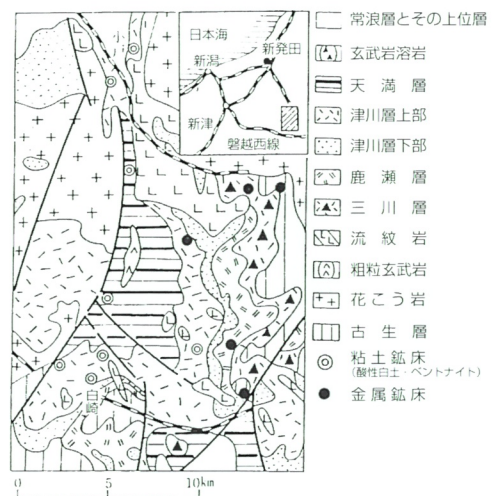 常浪層とその上位層
玄武岩溶岩
天満層
津川層上部
津川層下部
鹿瀬層
三川層
流紋岩
粗粒玄武岩
花こう岩
古生層
粘土鉱床
(酸性白土・ベントナイト)
金属鉱床
日本海
新発田
新潟
新津
磐越西線
小
白崎
0 5 10km